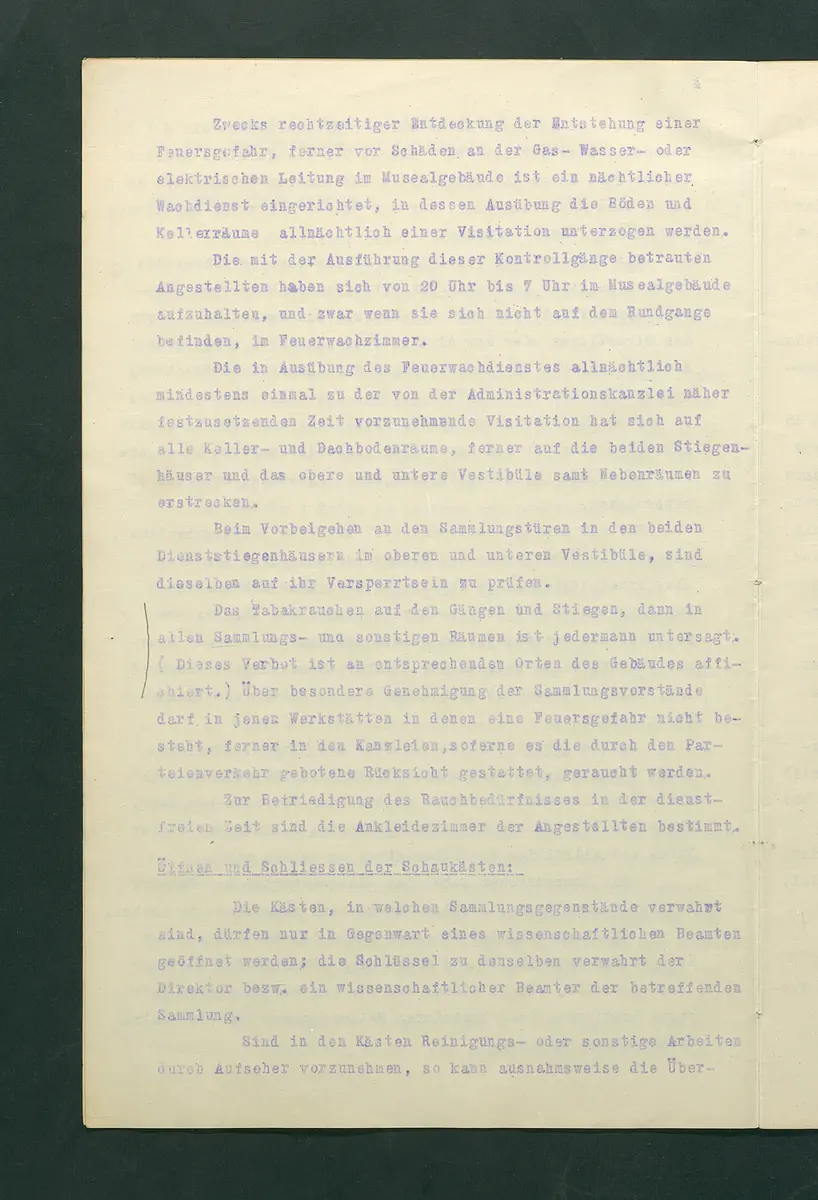 4
Zwecks rechtzeitiger Entdeckung der Entstehung einer
Feuersgefahr, ferner vor Schäden an der Gas- Wasser- oder
elektrischen Leitung im Musealgebäude ist ein nächtlicher
Wachdienst eingerichtet, in dessen Ausübung die Böden und
Kellerräume allnächtlich einer Visitation unterzogen werden.
Die mit der Ausführung dieser Kontrollgänge betrauten
Angestellten haben sich von 20 Uhr bis 7 Uhr im Musealgebäude
aufzuhalten, und zwar wenn sie sich nicht auf dem Rundgange
befinden, im Feuerwachzimmer.
Die in Ausübung des Feuerwachdienstes allnächtlich
mindestens einmal zu der von der Administrationskanzlei näher
festzusetzenden Zeit vorzunehmende Visitation hat sich auf
alle Keller- und Dachbodenräume, ferner auf die beiden Stiegen-
häuser und das obere und untere Vestibüle samt Nebenräumen zu
erstrecken.
Beim Vorbeigehen an den Sammlungstüren in den beiden
Dienststiegenhäusern im oberen und unteren Vestibüle, sind
dieselben auf ihr Versperrtsein zu prüfen.
Das Tabakrauchen auf den Gängen und Stiegen, dann in
allen Sammlungs- und sonstigen Räumen ist jedermann untersagt.
( Dieses Verbot ist an entsprechenden Orten des Gebäudes affi-
chiert.) Über besondere Genehmigung der Sammlungsvorstände
darf in jenen Werkstätten in denen eine Feuersgefahr nicht be-
steht, ferner in den Kanzleien,soferne es die durch den Par-
teienverkehr gebotene Rücksicht gestattet, geraucht werden.
Zur Befriedigung des Rauchbedürfnisses in der dienst-
freien Zeit sind die Ankleidezimmer der Angestellten bestimmt.
Öffnen und Schliessen der Schaukästen:
Die Kästen, in welchen Sammlungsgegenstände verwahrt
sind, dürfen nur in Gegenwart eines wissenschaftlichen Beamten
geöffnet werden; die Schlüssel zu denselben verwahrt der
Direktor bezw. ein wissenschaftlicher Beamter der betreffenden
Sammlung.
Sind in den Kästen Reinigungs- oder sonstige Arbeiten
durch Aufseher vorzunehmen, so kann ausnahmsweise die Über-